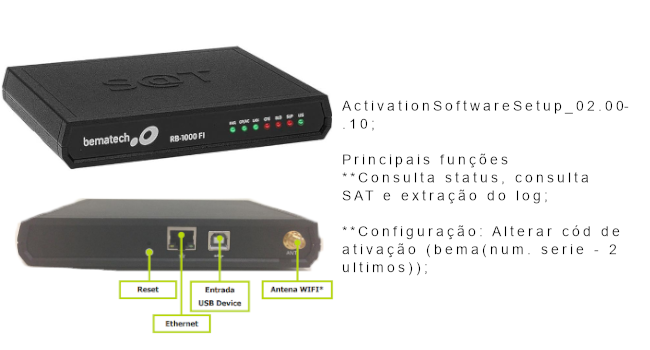 S@T
bematech
RB-1000 FI
Reset
Entrada
USB Device
Antena WIFI*
Ethernet
ActivationSoftwareSetup_02.00-
.10;
Principais funções
**Consulta status, consulta
SAT e extração do log;
**Configuração: Alterar cód de
ativação (bema(num. serie - 2
ultimos));